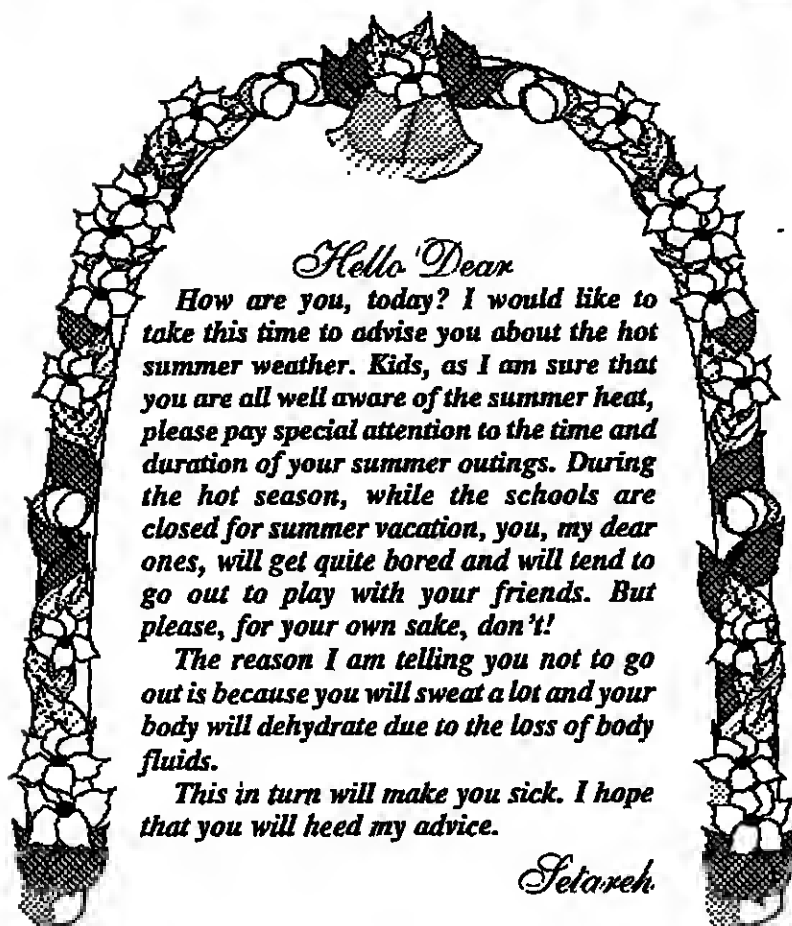 Hello Dear
How are you, today? I would like to
take this time to advise you about the hot
summer weather. Kids, as I am sure that
you are all well aware of the summer heat,
please pay special attention to the time and
duration of your summer outings. During
the hot season, while the schools are
closed for summer vacation, you, my dear
ones, will get quite bored and will tend to
go out to play with your friends. But
please, for your own sake, don't!
The reason I am telling you not to go
out is because you will sweat a lot and your
body will dehydrate due to the loss of body
fluids.
This in turn will make you sick. I hope
that you will heed my advice.
Setareh